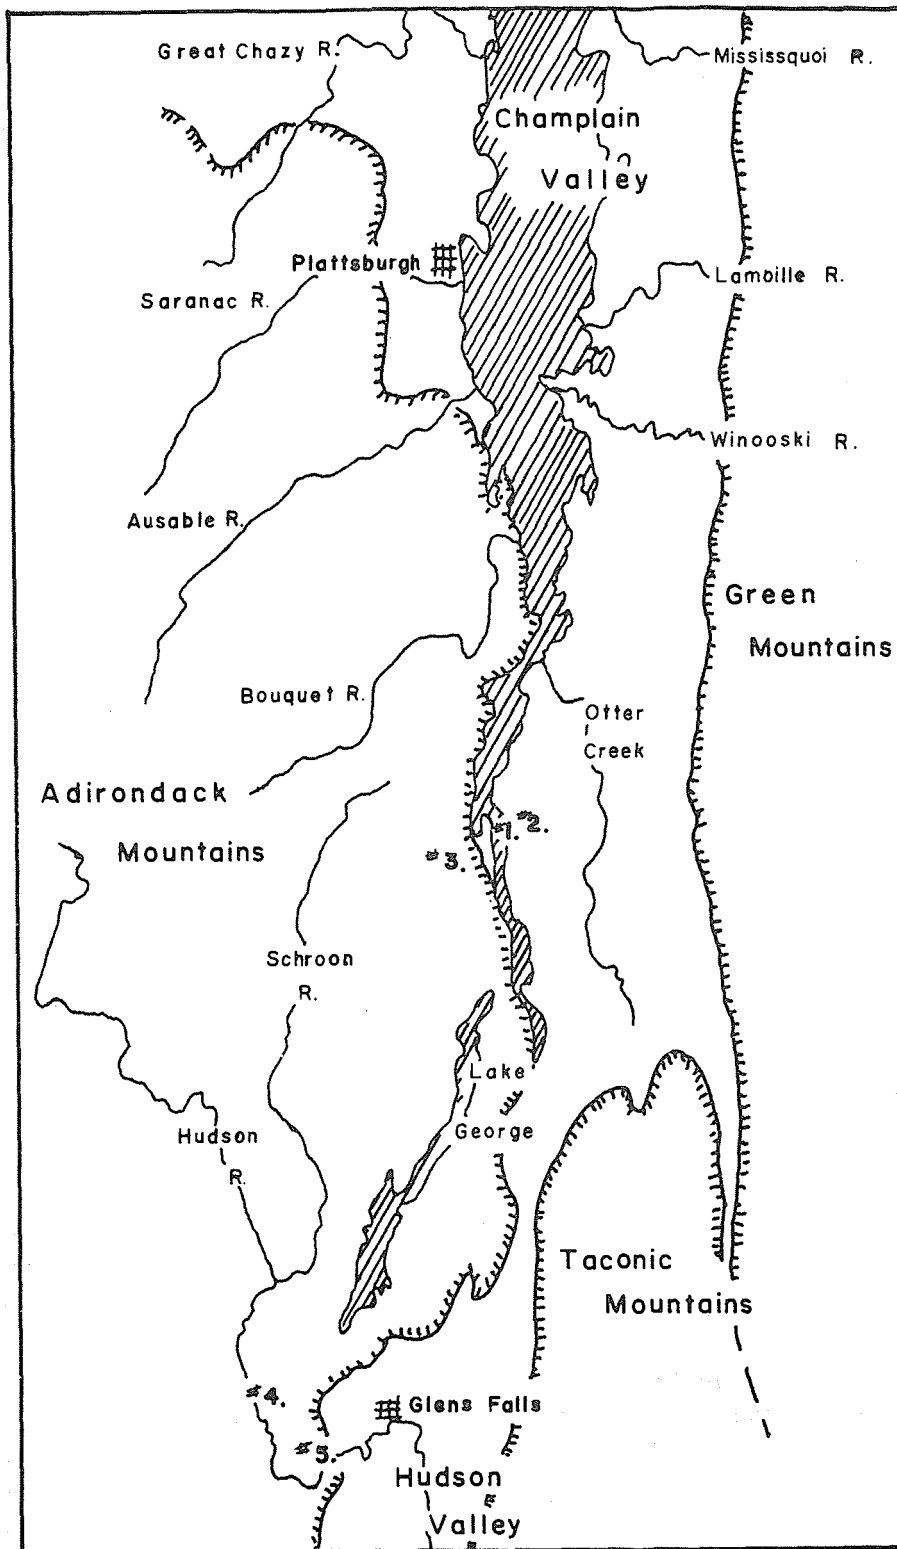 Great Chazy R.
Mississquoi R.
Champlain
Valley
Plattsburgh
Lamoille R.
Saranac R.
Winooski R.
Ausable R.
Green
Mountains
Bouquet R.
Otter
Creek
Adirondack
Mountains
#1.
#2.
#3.
Schroon
R.
Lake
George
Hudson
R.
Taconic
Mountains
#4.
Glens Falls
#5.
Hudson
Valley